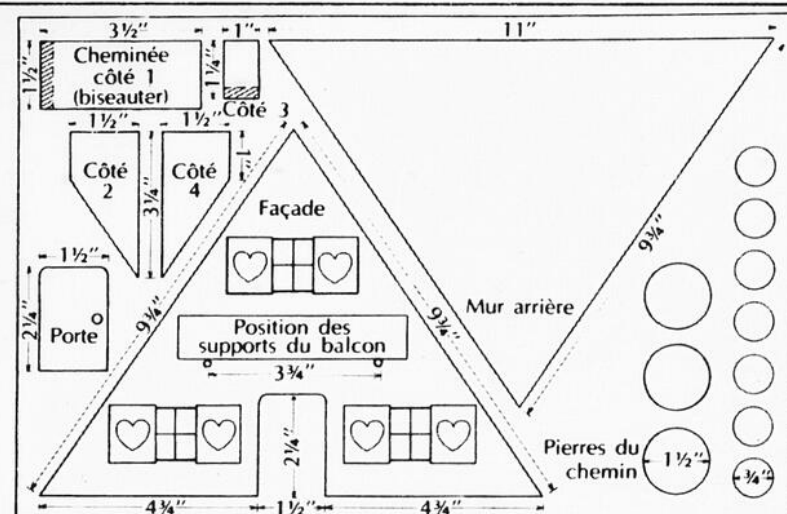 3½"
1"
11"
1½"
Cheminée
côté 1
(biseauter)
1¼"
Côté
3
1½"
1½"
Côté
2
3¼"
Côté
4
1"
Façade
1½"
2¼"
Porte
9¾"
9¾"
9¾"
Mur arrière
Position des
supports du balcon
3¾"
2¼"
Pierres du
chemin
1½"
¾"
4¾"
1½"
4¾"